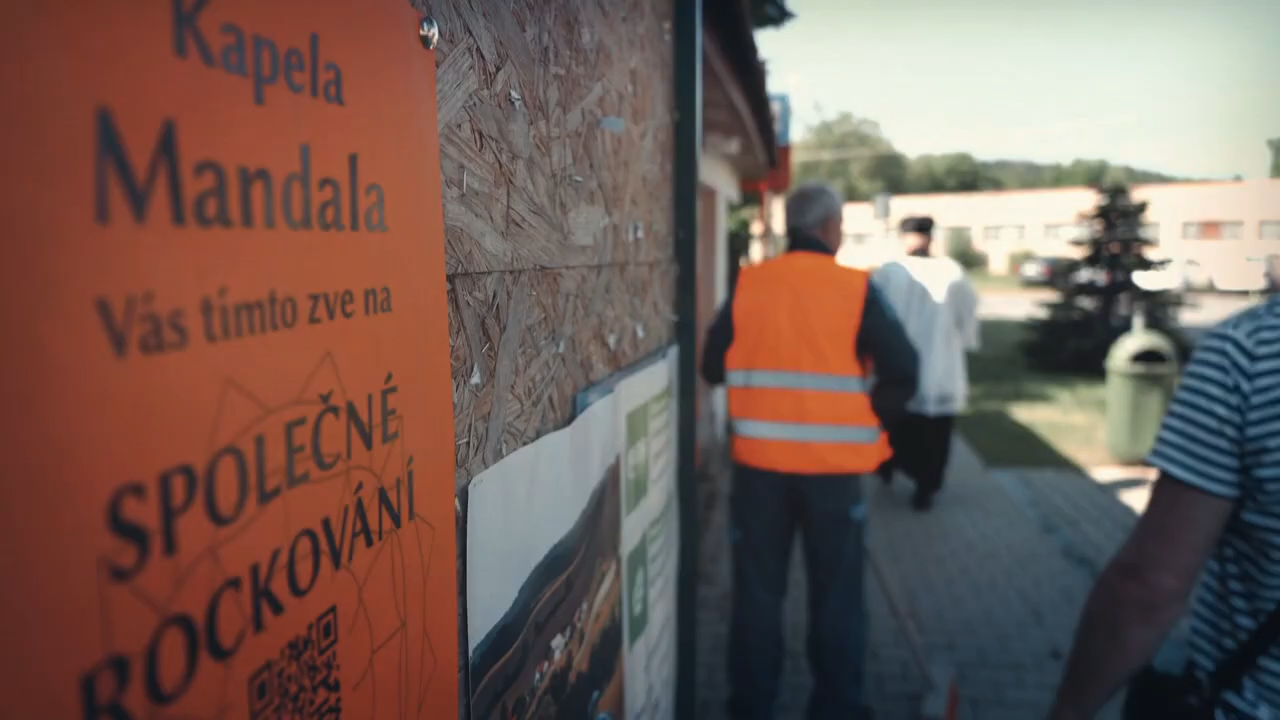 Kapela
Mandala
Vás tímto zve na
SPOLEČNÉ
ROCKOVÁNÍ